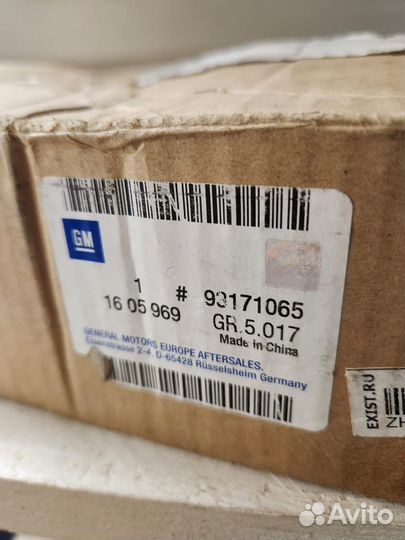 GM
1 # 93171065
16 05 969 GR.5.017
Made in China
GENERAL MOTORS EUROPE AFTERSALES.
Eisenstrasse 2-4, D-65428 Rüsselsheim Germany
EXIST.RU
ZH
Avito